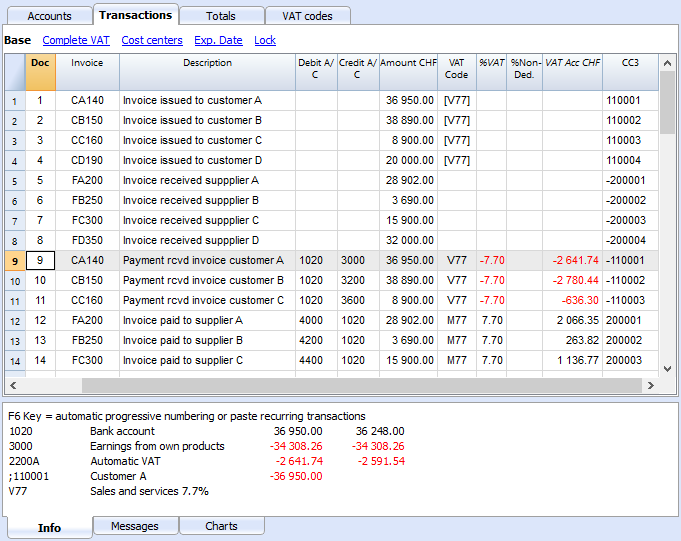 Accounts Transactions Totals VAT codes
Base Complete VAT Cost centers Exp. Date Lock
Doc Invoice Description Debit A/C Credit A/C Amount CHF VAT Code %VAT %Non-Ded. VAT Acc CHF CC3
1 1 CA140 Invoice issued to customer A 36 950.00 [V77] 110001
2 2 CB150 Invoice issued to customer B 38 890.00 [V77] 110002
3 3 CC160 Invoice issued to customer C 8 900.00 [V77] 110003
4 4 CD190 Invoice issued to customer D 20 000.00 [V77] 110004
5 5 FA200 Invoice received suppplier A 28 902.00 -200001
6 6 FB250 Invoice received suppplier B 3 690.00 -200002
7 7 FC300 Invoice received suppplier C 15 900.00 -200003
8 8 FD350 Invoice received suppplier D 32 000.00 -200004
9 9 CA140 Payment rcvd invoice customer A 1020 3000 36 950.00 V77 -7.70 -2 641.74 -110001
10 10 CB150 Payment rcvd invoice customer B 1020 3200 38 890.00 V77 -7.70 -2 780.44 -110002
11 11 CC160 Payment rcvd invoice customer C 1020 3600 8 900.00 V77 -7.70 -636.30 -110003
12 12 FA200 Invoice paid to supplier A 4000 1020 28 902.00 M77 7.70 2 066.35 200001
13 13 FB250 Invoice paid to supplier B 4200 1020 3 690.00 M77 7.70 263.82 200002
14 14 FC300 Invoice paid to supplier C 4400 1020 15 900.00 M77 7.70 1 136.77 200003
F6 Key = automatic progressive numbering or paste recurring transactions
1020 Bank account 36 950.00 36 248.00
3000 Earnings from own products -34 308.26 -34 308.26
2200A Automatic VAT -2 641.74 -2 591.54
;110001 Customer A -36 950.00
V77 Sales and services 7.7%
Info Messages Charts